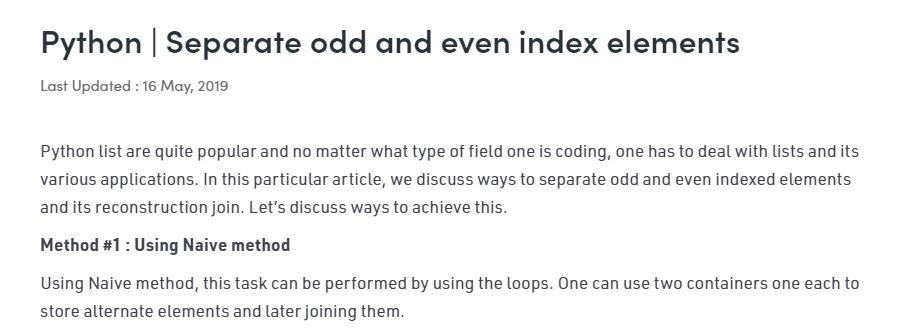 Python | Separate odd and even index elements
Last Updated : 16 May, 2019
Python list are quite popular and no matter what type of field one is coding, one has to deal with lists and its
various applications. In this particular article, we discuss ways to separate odd and even indexed elements
and its reconstruction join. Let’s discuss ways to achieve this.
Method #1 : Using Naive method
Using Naive method, this task can be performed by using the loops. One can use two containers one each to
store alternate elements and later joining them.